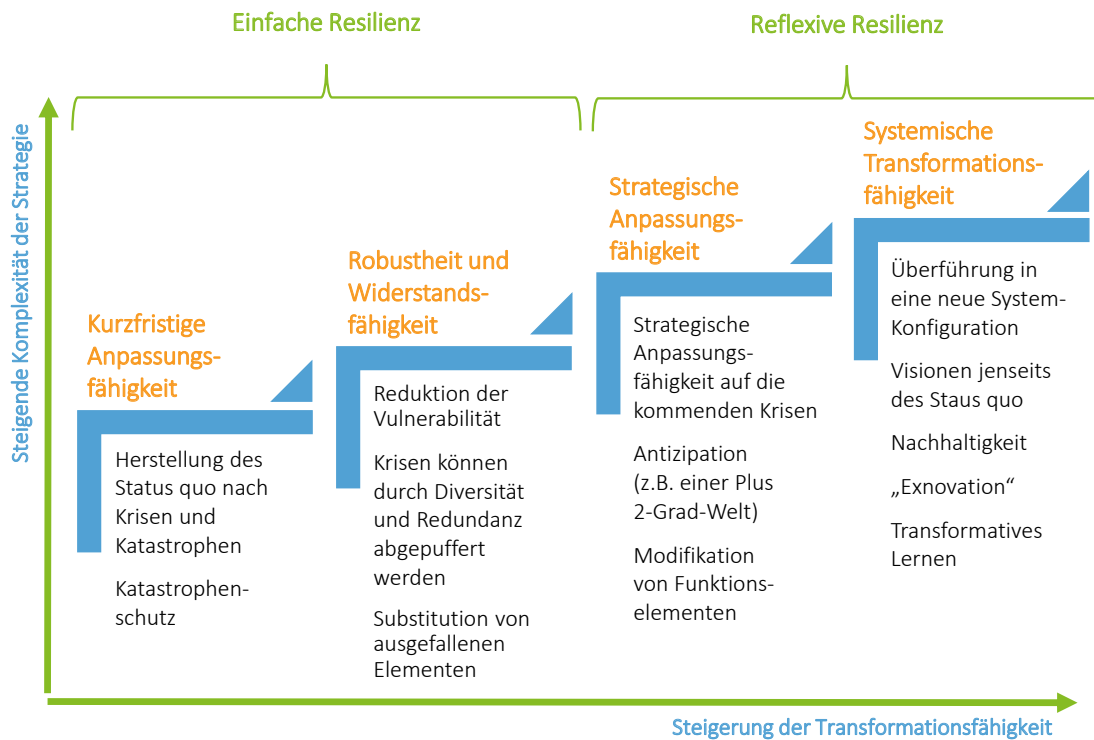 Einfache Resilienz
Reflexive Resilienz
Steigende Komplexität der Strategie
Kurzfristige
Anpassungs-
fähigkeit
Herstellung des
Status quo nach
Krisen und
Katastrophen
Katastrophen-
schutz
Robustheit und
Widerstands-
fähigkeit
Reduktion der
Vulnerabilität
Krisen können
durch Diversität
und Redundanz
abgepuffert
werden
Substitution von
ausgefallenen
Elementen
Strategische
Anpassungs-
fähigkeit
Strategische
Anpassungs-
fähigkeit auf die
kommenden Krisen
Antizipation
(z.B. einer Plus
2-Grad-Welt)
Modifikation
von Funktions-
elementen
Systemische
Transformations-
fähigkeit
Überführung in
eine neue System-
Konfiguration
Visionen jenseits
des Staus quo
Nachhaltigkeit
„Exnovation“
Transformatives
Lernen
Steigerung der Transformationsfähigkeit